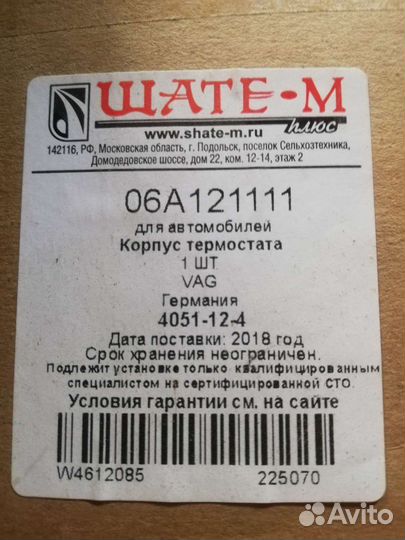 ШАТЕ-М
плюс
www.shate-m.ru
142116, РФ, Московская область, г. Подольск, поселок Сельхозтехника,
Домодедовское шоссе, дом 22, ком. 12-14, этаж 2
06A121111
для автомобилей
Корпус термостата
1 ШТ
VAG
Германия
4051-12-4
Дата поставки: 2018 год
Срок хранения неограничен.
Подлежит установке только квалифицированным
специалистом на сертифицированной СТО.
Условия гарантии см. на сайте
W4612085 225070
Avito